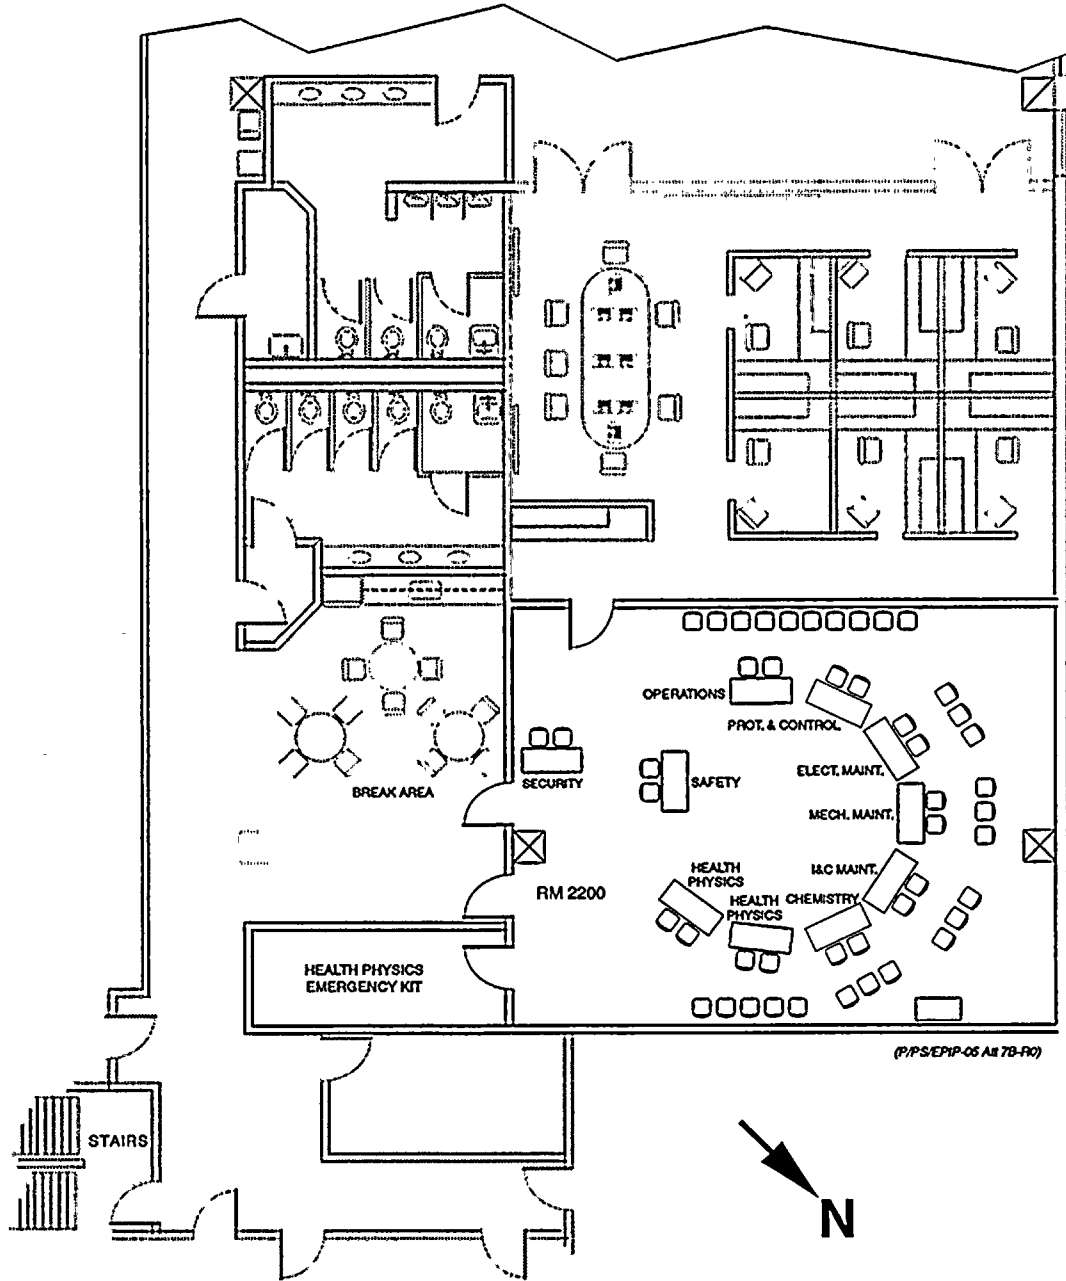 OPERATIONS
PROT. & CONTROL
ELECT. MAINT.
BREAK AREA
SECURITY
SAFETY
MECH. MAINT.
HEALTH
PHYSICS
I&C MAINT.
RM 2200
HEALTH
PHYSICS
CHEMISTRY
HEALTH PHYSICS
EMERGENCY KIT
(P/PS/EPIP-05 Att 7B-R0)
STAIRS
N